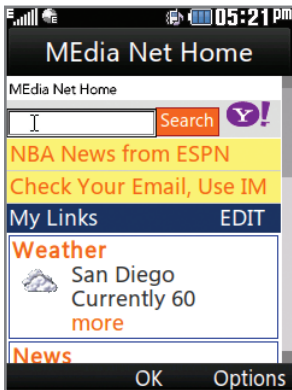 E 05:21 PM
MEdia Net Home
MEdia Net Home
Search Y!
NBA News from ESPN
Check Your Email, Use IM
My Links EDIT
Weather
San Diego
Currently 60
more
News
OK Options